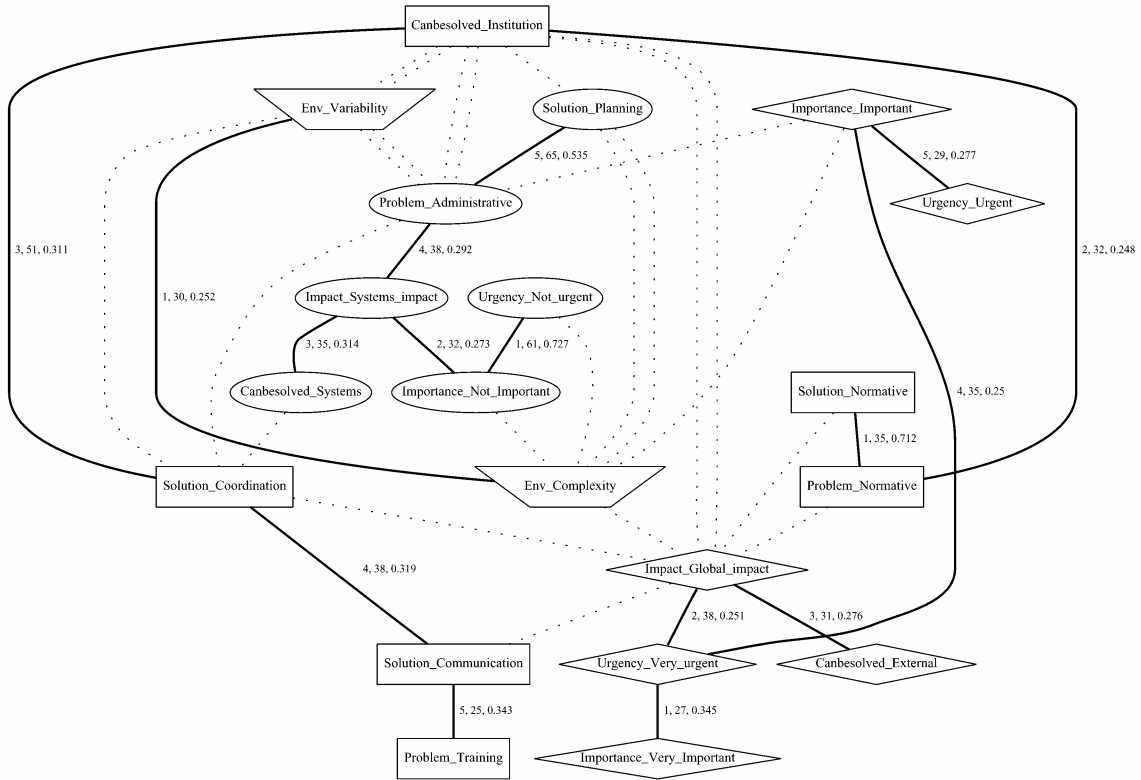 Canbesolved_Institution
Env_Variability
Solution_Planning
Importance_Important
5, 65, 0.535
5, 29, 0.277
Problem_Administrative
Urgency_Urgent
3, 51, 0.311
4, 38, 0.292
2, 32, 0.248
1, 30, 0.252
Impact_Systems_impact
Urgency_Not_urgent
3, 35, 0.314
2, 32, 0.273
1, 61, 0.727
Canbesolved_Systems
Importance_Not_Important
Solution_Normative
4, 35, 0.25
1, 35, 0.712
Solution_Coordination
Env_Complexity
Problem_Normative
4, 38, 0.319
Impact_Global_impact
2, 38, 0.251
3, 31, 0.276
Solution_Communication
Urgency_Very_urgent
Canbesolved_External
5, 25, 0.343
1, 27, 0.345
Problem_Training
Importance_Very_Important